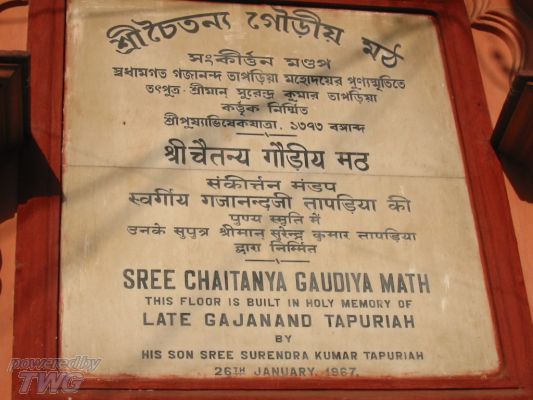 শ্রীচৈতন্য গৌড়ীয় মঠ
সংকীর্ত্তন মণ্ডপ
প্রধামগত গজানন্দ তাপড়িয়া মহোদয়ের পুণ্যস্মৃতিতে
তৎপুত্র শ্রীমান্ সুরেন্দ্র কুমার তাপড়িয়া
কর্ত্তৃক নির্ম্মিত
শ্রীপুষ্যাভিষেকযাত্রা, ১৩৭৩ বঙ্গাব্দ
श्रीचैतन्य गौड़ीय मठ
संकीर्त्तन मंडप
स्वर्गीय गजानन्दजी तापड़िया की
पुण्य स्मृति में
उनके सुपुत्र श्रीमान् सुरेन्द्र कुमार तापड़िया
द्वारा निर्म्मित
SREE CHAITANYA GAUDIYA MATH
THIS FLOOR IS BUILT IN HOLY MEMORY OF
LATE GAJANAND TAPURIAH
BY
HIS SON SREE SURENDRA KUMAR TAPURIAH
26TH JANUARY, 1967.
powered by
TWG